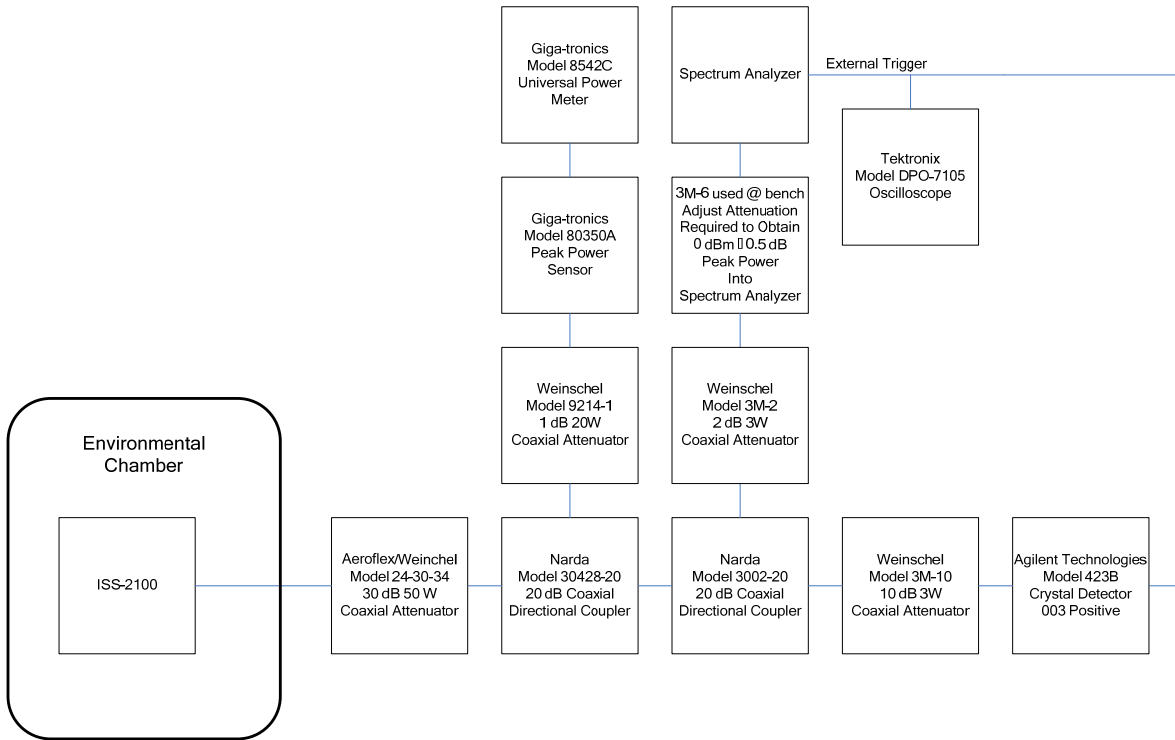 Giga-tronics
Model 8542C
Universal Power
Meter
Spectrum Analyzer
External Trigger
Tektronix
Model DPO-7105
Oscilloscope
Giga-tronics
Model 80350A
Peak Power
Sensor
3M-6 used @ bench
Adjust Attenuation
Required to Obtain
0 dBm ▯ 0.5 dB
Peak Power
Into
Spectrum Analyzer
Weinschel
Model 9214-1
1 dB 20W
Coaxial Attenuator
Weinschel
Model 3M-2
2 dB 3W
Coaxial Attenuator
Environmental
Chamber
ISS-2100
Aeroflex/Weinchel
Model 24-30-34
30 dB 50 W
Coaxial Attenuator
Narda
Model 30428-20
20 dB Coaxial
Directional Coupler
Narda
Model 3002-20
20 dB Coaxial
Directional Coupler
Weinschel
Model 3M-10
10 dB 3W
Coaxial Attenuator
Agilent Technologies
Model 423B
Crystal Detector
003 Positive